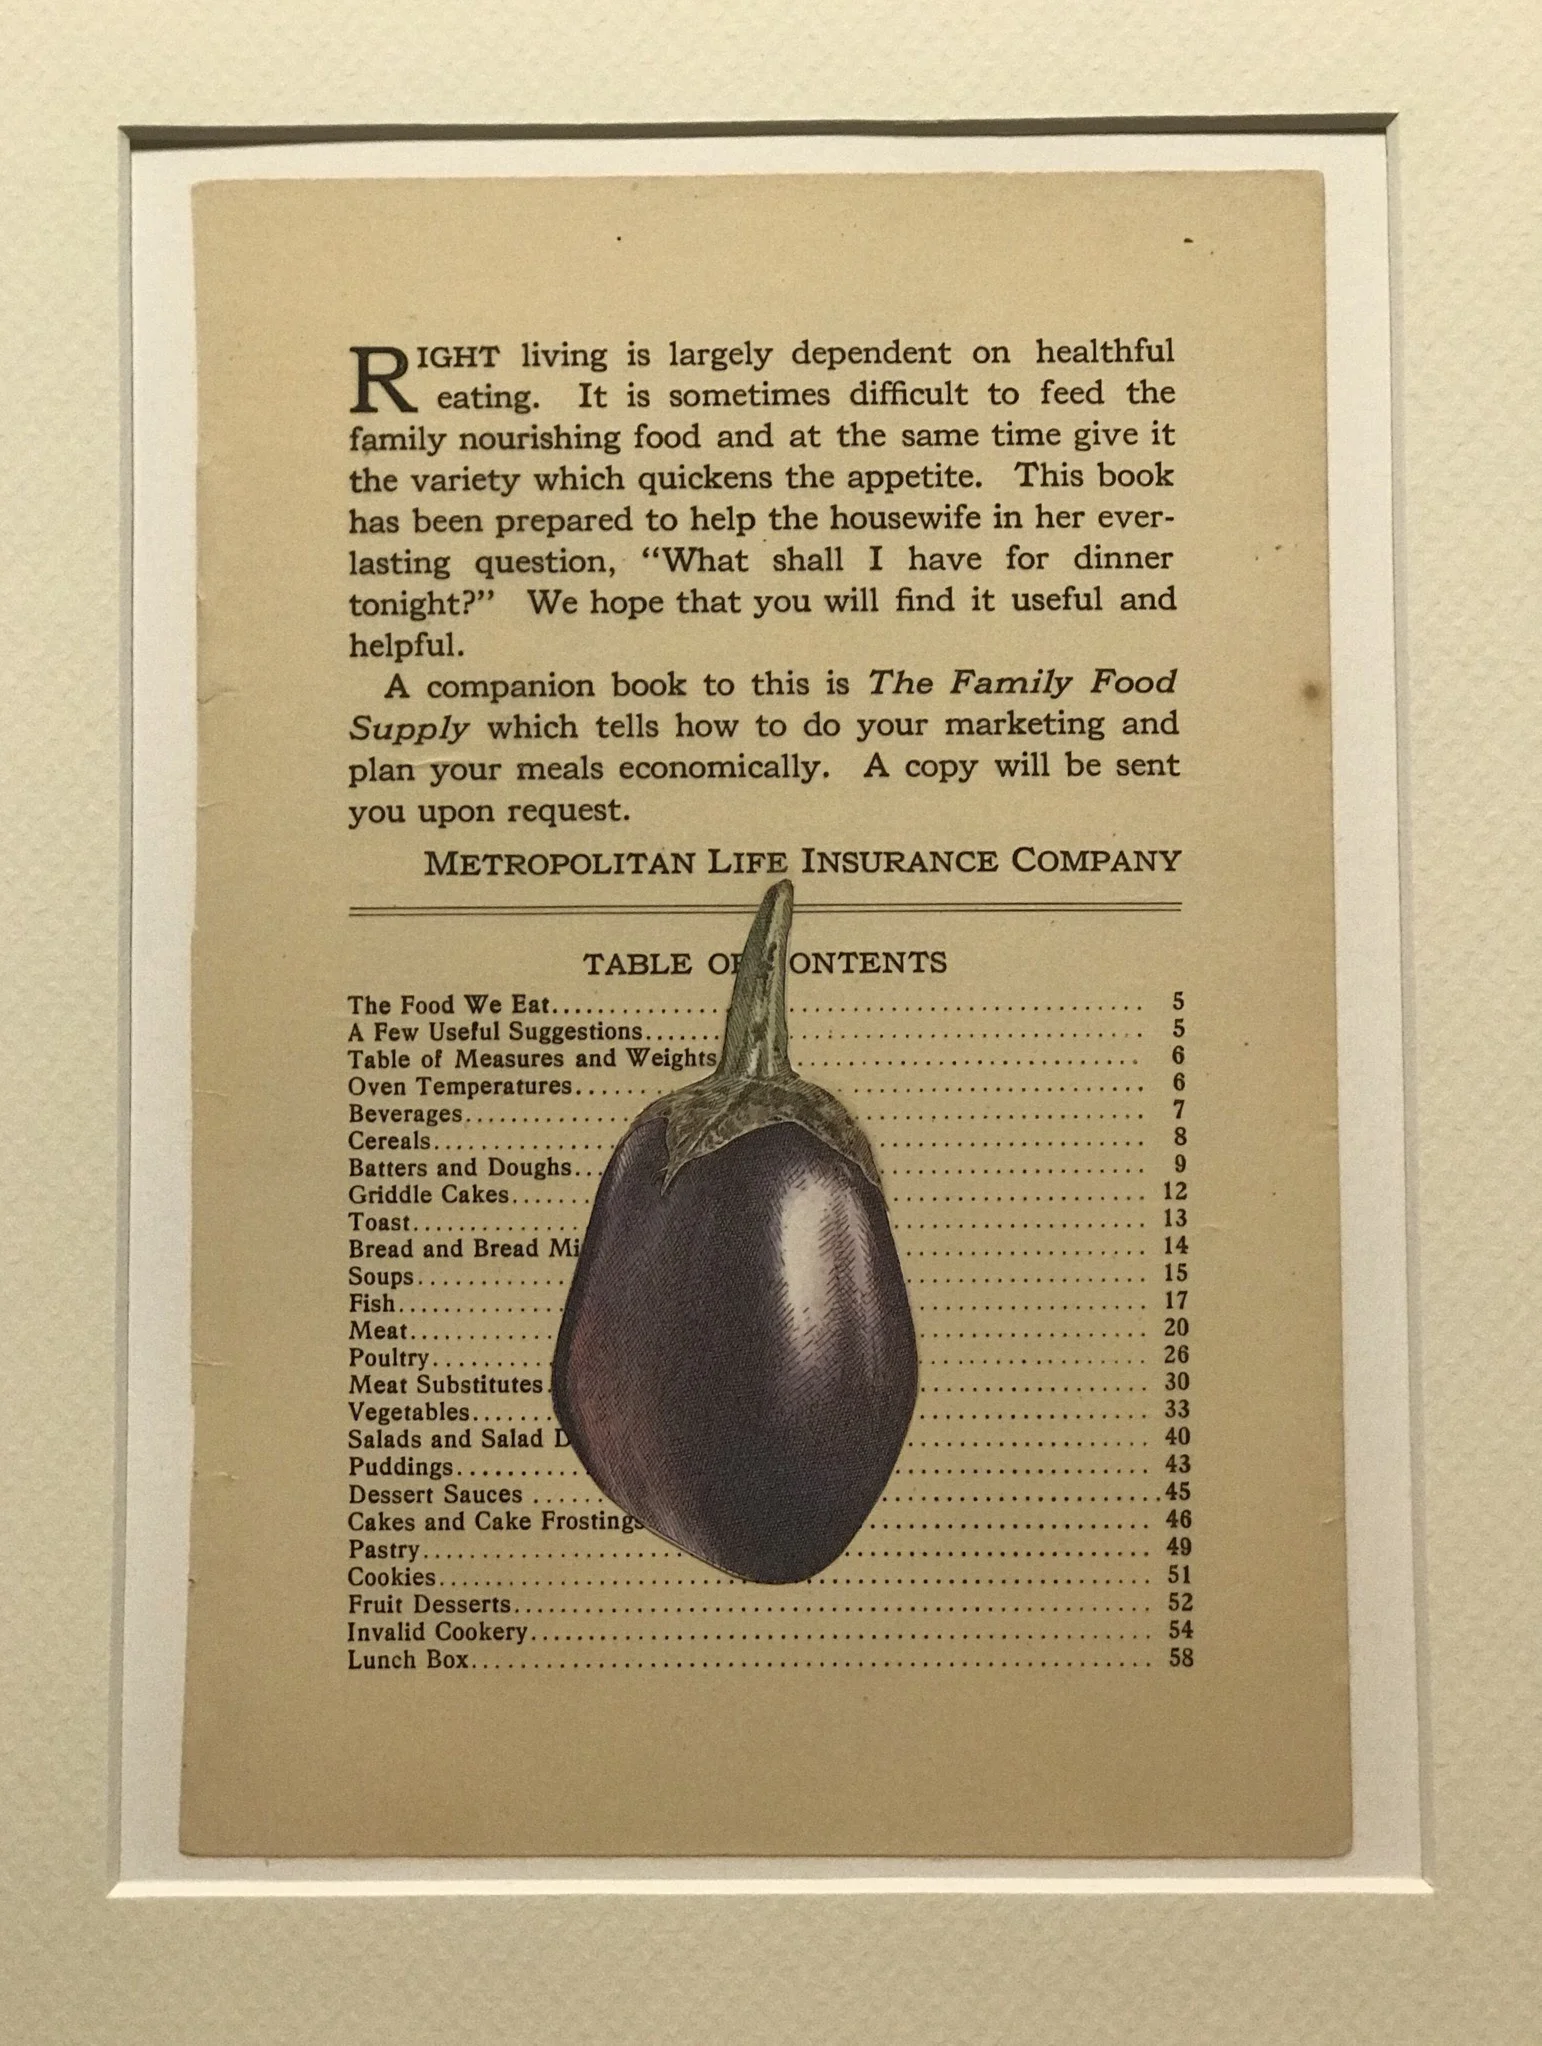 RIGHT living is largely dependent on healthful
eating. It is sometimes difficult to feed the
family nourishing food and at the same time give it
the variety which quickens the appetite. This book
has been prepared to help the housewife in her ever-
lasting question, “What shall I have for dinner
tonight?” We hope that you will find it useful and
helpful.
A companion book to this is The Family Food
Supply which tells how to do your marketing and
plan your meals economically. A copy will be sent
you upon request.
METROPOLITAN LIFE INSURANCE COMPANY
TABLE OF CONTENTS
The Food We Eat 5
A Few Useful Suggestions 5
Table of Measures and Weights 6
Oven Temperatures 6
Beverages 7
Cereals 8
Batters and Doughs 9
Griddle Cakes 12
Toast 13
Bread and Bread 14
Soups 15
Fish 17
Meat 20
Poultry 26
Meat Substitutes 30
Vegetables 33
Salads and Salad 40
Puddings 43
Dessert Sauces 45
Cakes and Cake Frostings 46
Pastry 49
Cookies 51
Fruit Desserts 52
Invalid Cookery 54
Lunch Box 58